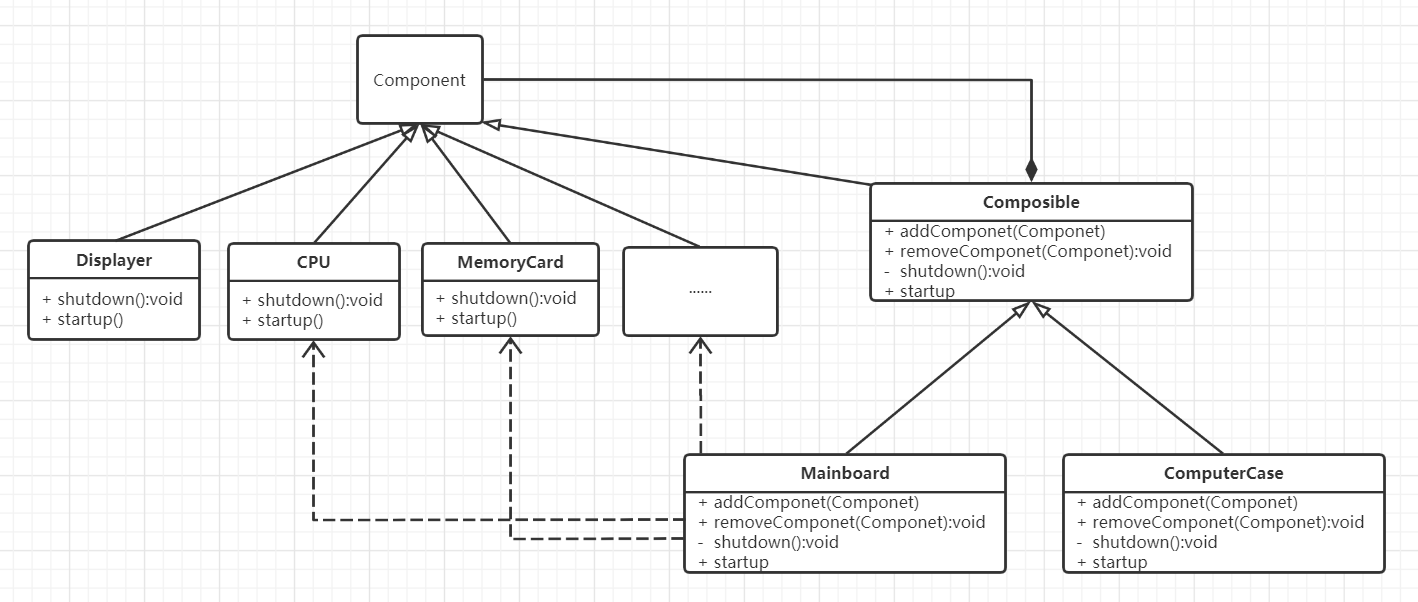 Component
Composible
+ addComponet(Componet)
+ removeComponet(Componet):void
- shutdown():void
+ startup
Displayer
+ shutdown():void
+ startup()
CPU
+ shutdown():void
+ startup()
MemoryCard
+ shutdown():void
+ startup()
......
Mainboard
+ addComponet(Componet)
+ removeComponet(Componet):void
- shutdown():void
+ startup
ComputerCase
+ addComponet(Componet)
+ removeComponet(Componet):void
- shutdown():void
+ startup